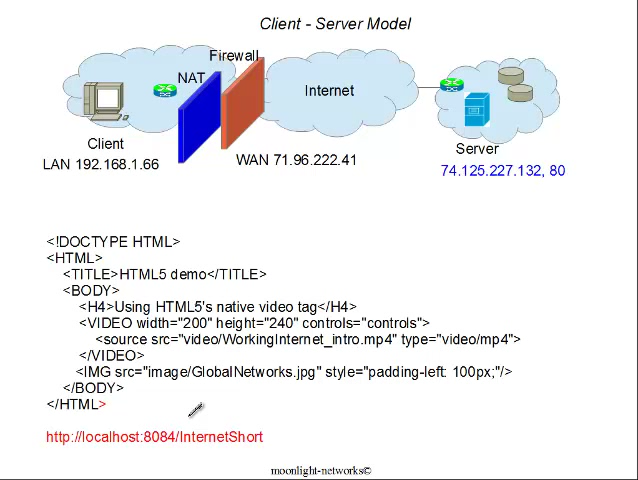 Client - Server Model
Firewall
NAT
Internet
Client
Server
LAN 192.168.1.66
WAN 71.96.222.41
74.125.227.132, 80
<!DOCTYPE HTML>
<HTML>
<TITLE>HTML5 demo</TITLE>
<BODY>
<H4>Using HTML5's native video tag</H4>
<VIDEO width="200" height="240" controls="controls">
<source src="video/WorkingInternet_intro.mp4" type="video/mp4">
</VIDEO>
<IMG src="image/GlobalNetworks.jpg" style="padding-left: 100px;"/>
</BODY>
</HTML>
http://localhost:8084/InternetShort
moonlight-networks©